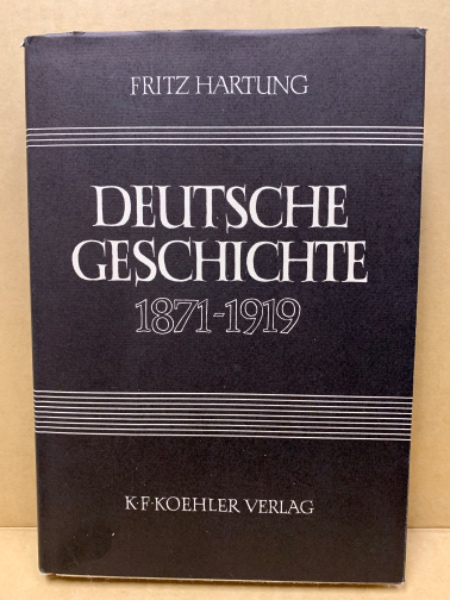 FRITZ HARTUNG
DEUTSCHE
GESCHICHTE
1871-1919
K·F·KOEHLER VERLAG